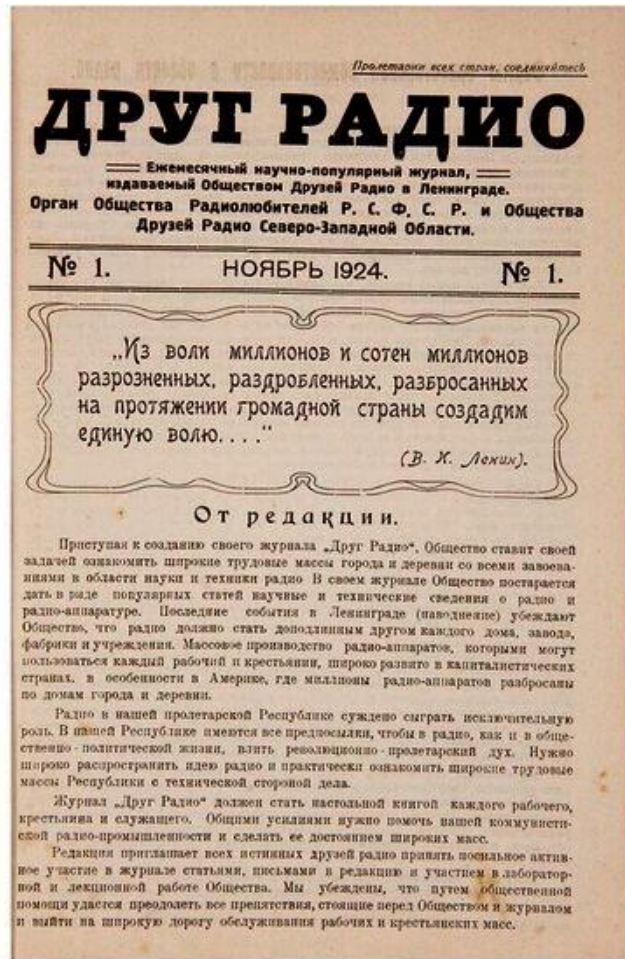 Пролетарии всех стран, соединяйтесь
ДРУГ РАДИО
Ежемесячный научно-популярный журнал,
издаваемый Обществом Друзей Радио в Ленинграде.
Орган Общества Радиолюбителей Р. С. Ф. С. Р. и Общества
Друзей Радио Северо-Западной Области.
№ 1. НОЯБРЬ 1924. № 1.
„Из воли миллионов и сотен миллионов
разрозненных, раздробленных, разбросанных
на протяжении громадной страны создадим
единую волю. . . .“
(В. И. Ленин).
От редакции.
Приступая к созданию своего журнала „Друг Радио“, Общество ставит своей
задачей ознакомить широкие трудовые массы города и деревни со всеми завоева-
ниями в области науки и техники радио В своем журнале Общество постарается
дать в ряде популярных статей научные и технические сведения о радио и
радио-аппаратуре. Последние события в Ленинграде (наводнение) убеждают
Общество, что радио должно стать доподлинным другом каждого дома, завода,
фабрики и учреждения. Массовое производство радио-аппаратов, которыми могут
пользоваться каждый рабочий и крестьянин, широко развито в капиталистических
странах, в особенности в Америке, где миллионы радио-аппаратов разбросаны
по домам города и деревни.
Радио в нашей пролетарской Республике суждено сыграть исключительную
роль. В нашей Республике имеются все предпосылки, чтобы в радио, как и в обще-
ственно-политической жизни, влить революционно-пролетарский дух. Нужно
широко распространить идею радио и практически ознакомить широкие трудовые
массы Республики с технической стороной дела.
Журнал „Друг Радио“ должен стать настольной книгой каждого рабочего,
крестьянина и служащего. Общими усилиями нужно помочь нашей коммунисти-
ческой радио-промышленности и сделать ее достоянием широких масс.
Редакция приглашает всех истинных друзей радио принять посильное актив-
ное участие в журнале статьями, письмами в редакцию и участием в лаборатор-
ной и лекционной работе Общества. Мы убеждены, что путем общественной
помощи удастся преодолеть все препятствия, стоящие перед Обществом и журналом
и выйти на широкую дорогу обслуживания рабочих и крестьянских масс.